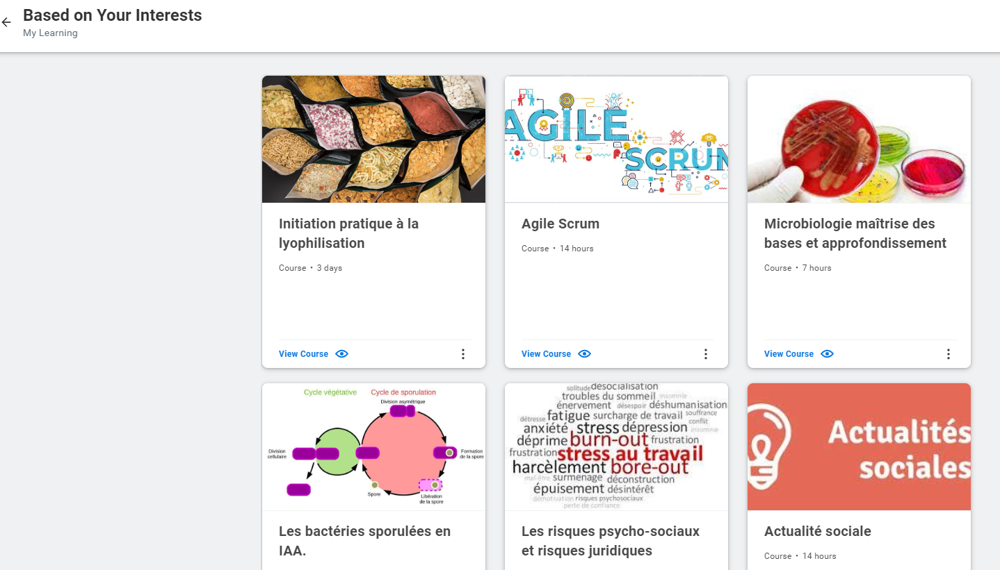 Based on Your Interests
My Learning
AGILE
SCRUM
Initiation pratique à la
lyophilisation
Course • 3 days
View Course
Agile Scrum
Course • 14 hours
View Course
Microbiologie maîtrise des
bases et approfondissement
Course • 7 hours
View Course
Cycle végétative
Cycle de sporulation
Division asymétrique
Division
cellulaire
Formation
de la spore
Spore
Libération
de la spore
Les bactéries sporulées en
IAA.
solitude desocialisation
troubles du sommeil insomnie
énervement désespoir déshumanisation
fatigue surcharge de travail souffrance
détresse conflit
anxiété stress dépression insomnie
déprime burn-out frustration
frustration stress au travail
harcèlement bore-out
mal-être surmenage déconstruction
épuisement désintérêt
démotivation risques psychosociaux
perte de confiance
Les risques psycho-sociaux
et risques juridiques
Actualités
sociales
Actualité sociale
Course • 14 hours